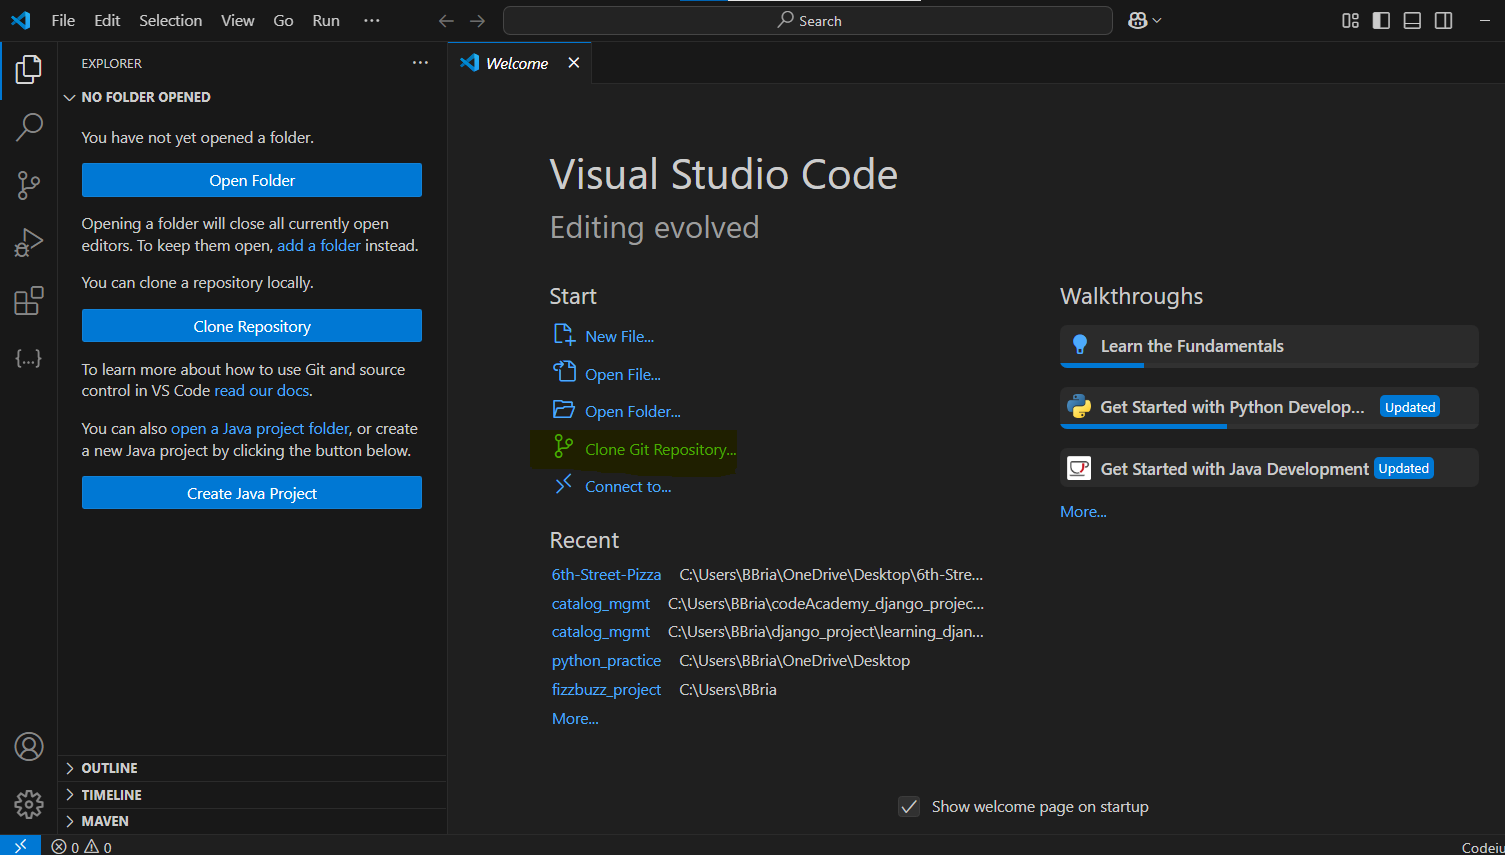 File Edit Selection View Go Run ···
Search
EXPLORER ···
Welcome
NO FOLDER OPENED
You have not yet opened a folder.
Open Folder
Opening a folder will close all currently open
editors. To keep them open, add a folder instead.
You can clone a repository locally.
Clone Repository
To learn more about how to use Git and source
control in VS Code read our docs.
You can also open a Java project folder, or create
a new Java project by clicking the button below.
Create Java Project
OUTLINE
TIMELINE
MAVEN
Visual Studio Code
Editing evolved
Start
New File...
Open File...
Open Folder...
Clone Git Repository...
Connect to...
Recent
6th-Street-Pizza C:\Users\BBria\OneDrive\Desktop\6th-Stre...
catalog_mgmt C:\Users\BBria\codeAcademy_django_projec...
catalog_mgmt C:\Users\BBria\django_project\learning_djan...
python_practice C:\Users\BBria\OneDrive\Desktop
fizzbuzz_project C:\Users\BBria
More...
Walkthroughs
Learn the Fundamentals
Get Started with Python Develop... Updated
Get Started with Java Development Updated
More...
Show welcome page on startup
0 0
Codeiu